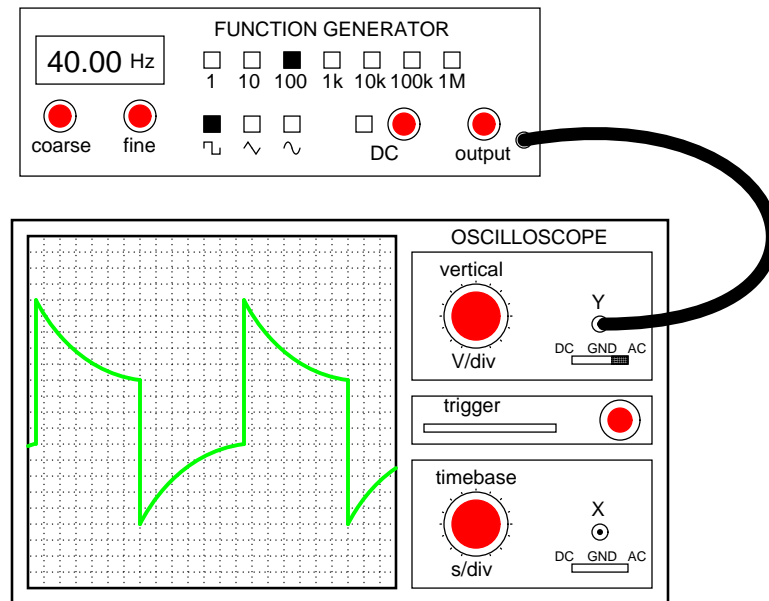 FUNCTION GENERATOR
40.00 Hz
1 10 100 1k 10k 100k 1M
coarse fine DC output
OSCILLOSCOPE
vertical
Y
DC GND AC
V/div
trigger
timebase
X
DC GND AC
s/div